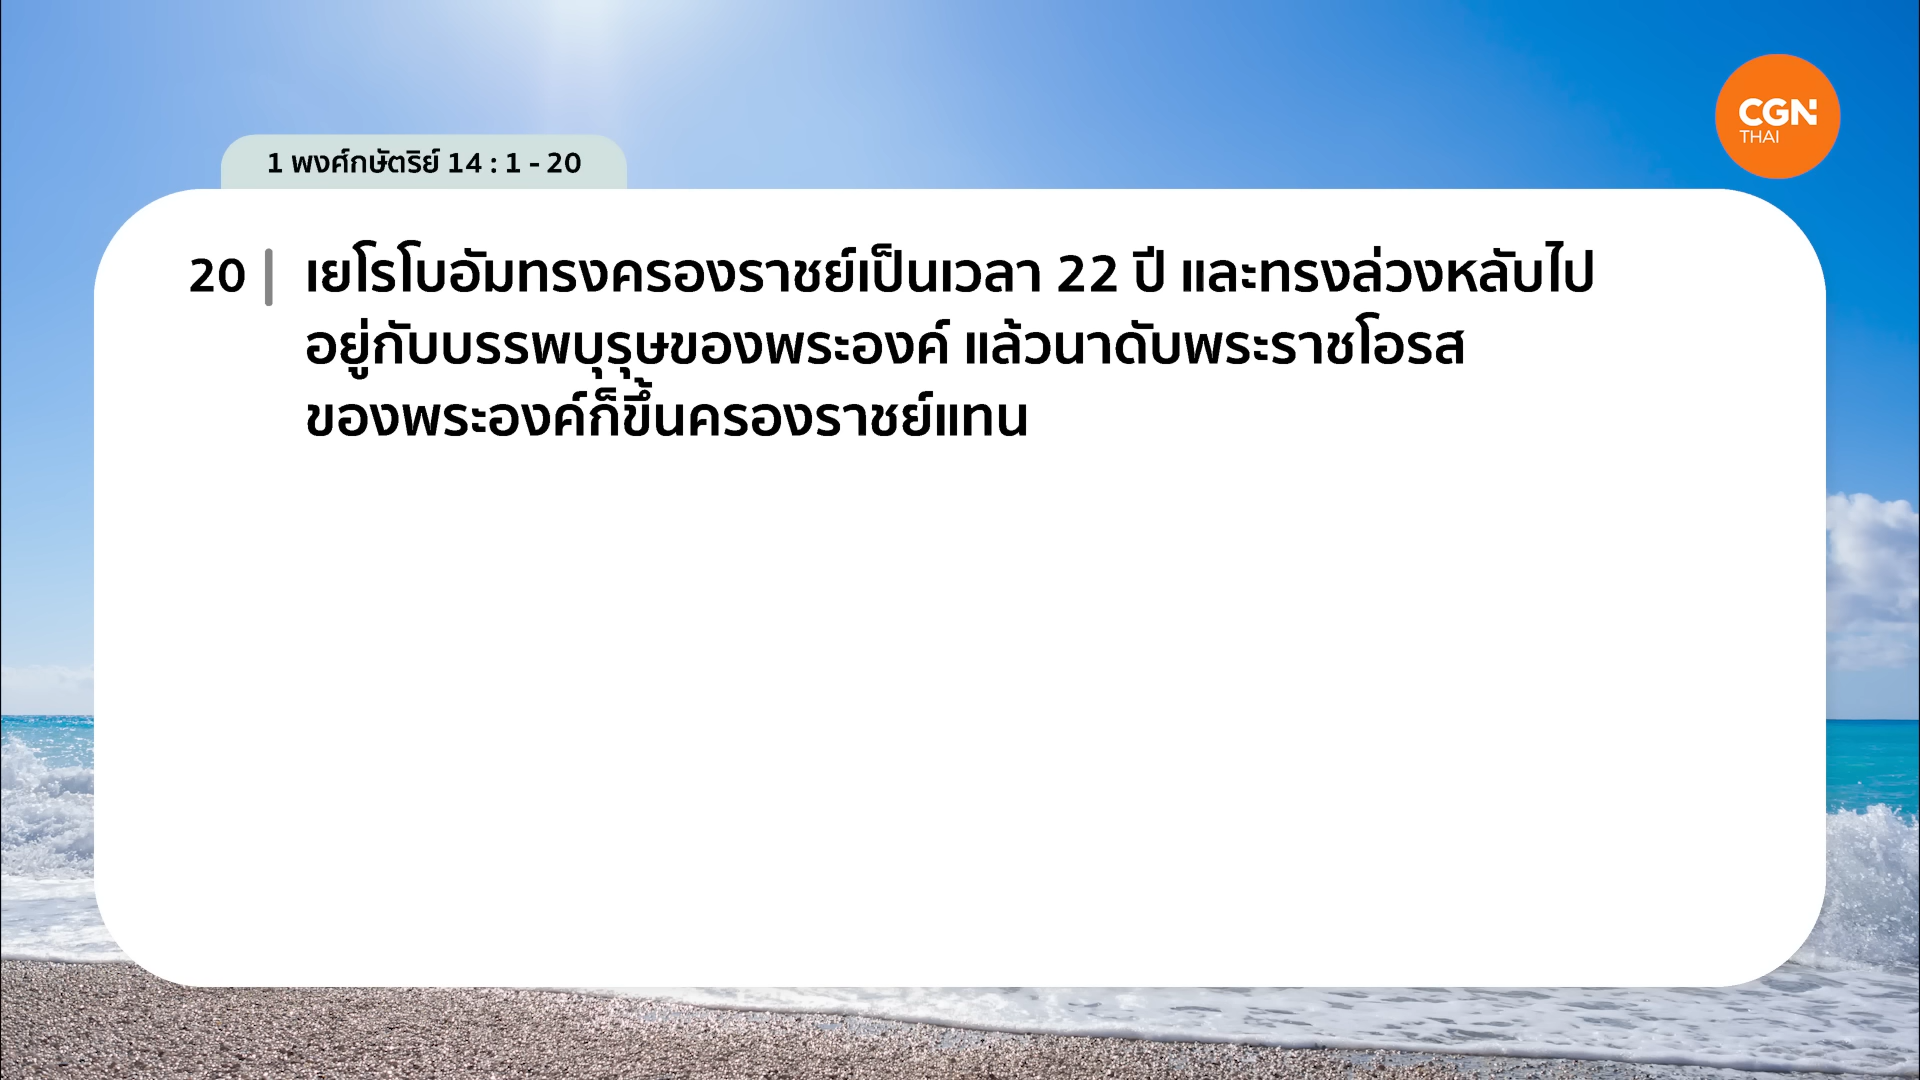 CGN
THAI
1 พงศ์กษัตริย์ 14 : 1 - 20
20 | เยโรโบอัมทรงครองราชย์เป็นเวลา 22 ปี และทรงล่วงหลับไป
อยู่กับบรรพบุรุษของพระองค์ แล้วนาดับพระราชโอรส
ของพระองค์ก็ขึ้นครองราชย์แทน